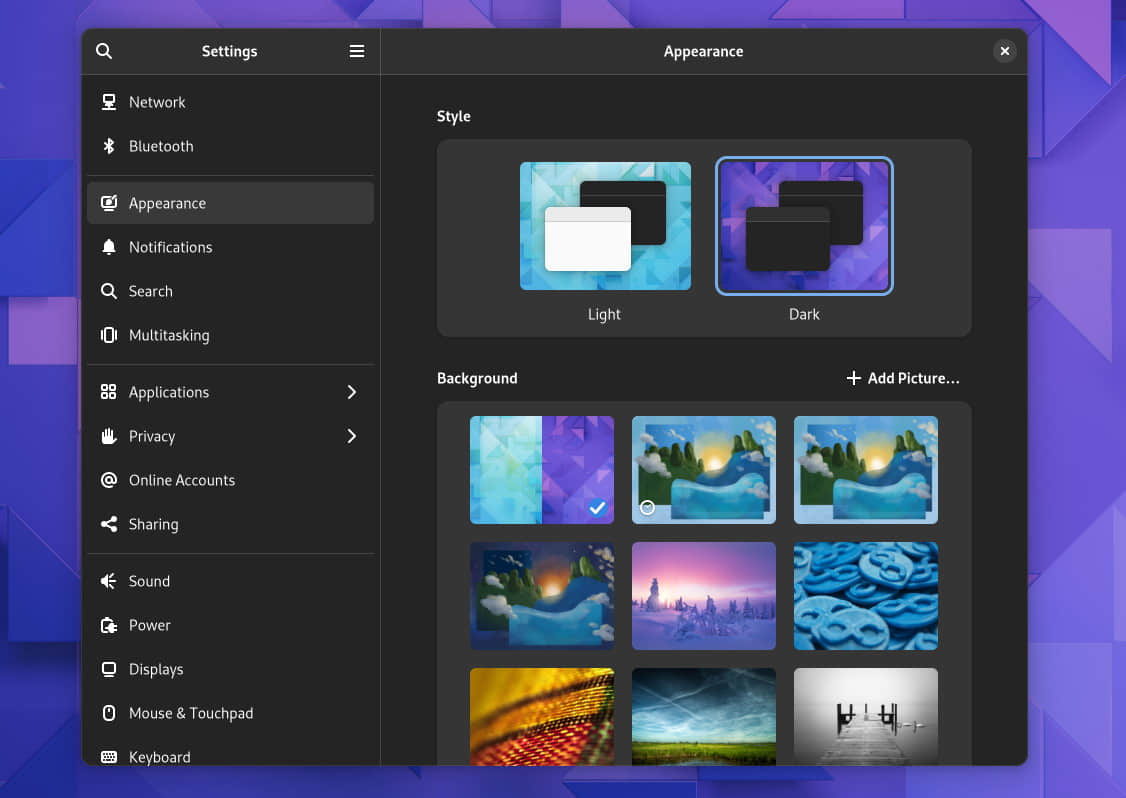 Settings
Appearance
Network
Bluetooth
Appearance
Notifications
Search
Multitasking
Applications
Privacy
Online Accounts
Sharing
Sound
Power
Displays
Mouse & Touchpad
Keyboard
Style
Light
Dark
Background
Add Picture…